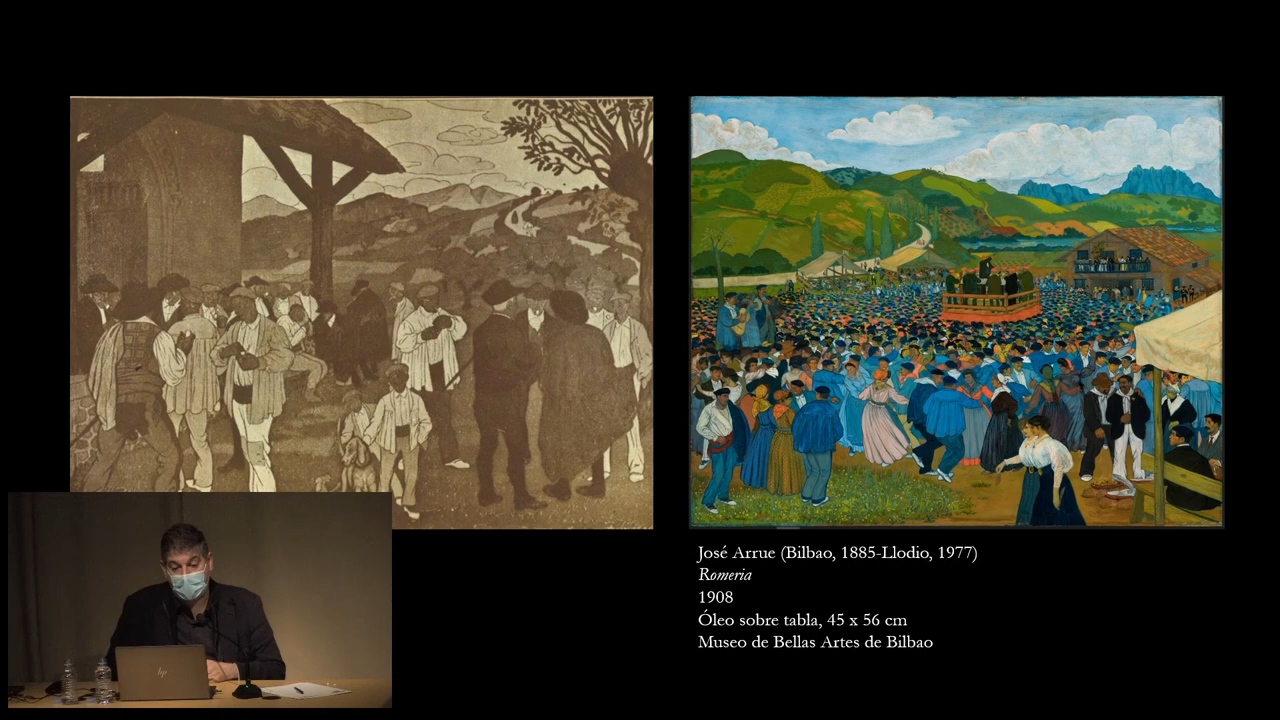 José Arrue (Bilbao, 1885-Llodio, 1977)
Romeria
1908
Óleo sobre tabla, 45 x 56 cm
Museo de Bellas Artes de Bilbao
hp